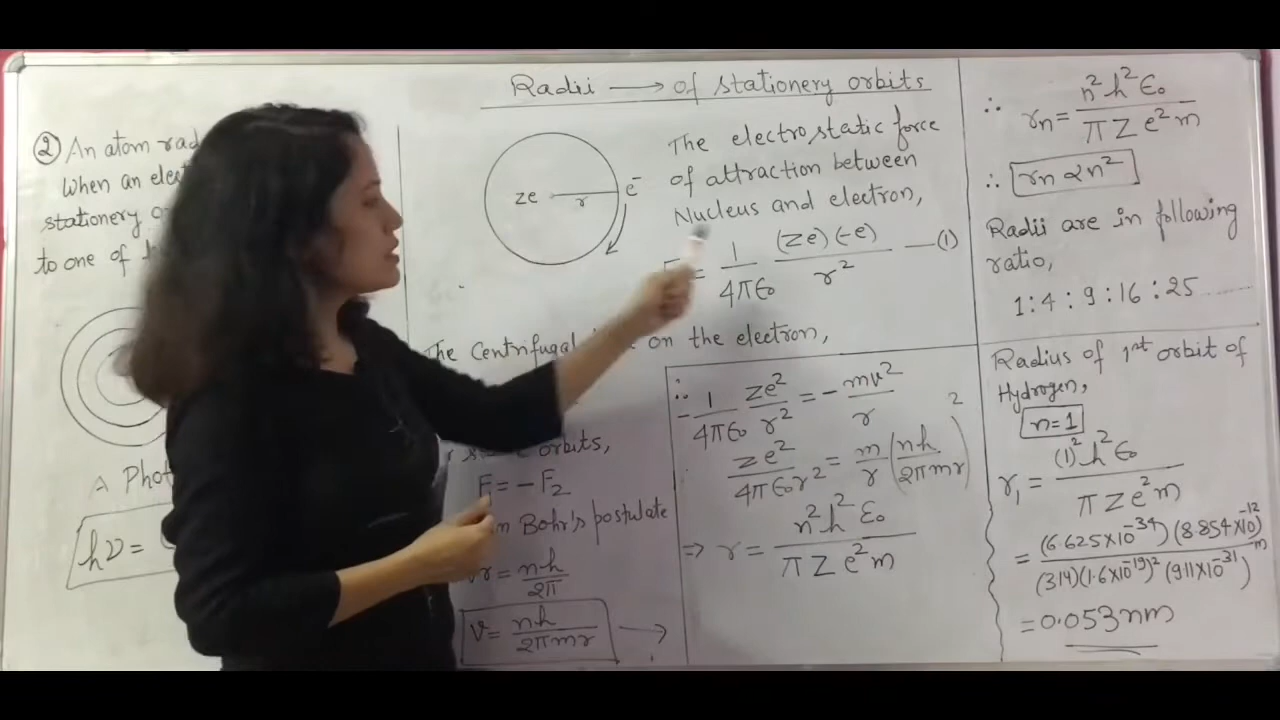 Radii → of stationery orbits
② An atom rad
When an elect
stationery o
to one of
A Phot
hν =
ze r e⁻
The electrostatic force
of attraction between
Nucleus and electron,
= 1/4πϵ₀ (Ze)(-e)/r² —(1)
The Centrifugal on the electron,
orbits,
F = - F₂
in Bohr's postulate
vr = nh/2π
v = nh/2πmr →
∴ - 1/4πϵ₀ ze²/r² = - mv²/r
ze²/4πϵ₀r² = m/r (nh/2πmr)²
⇒ r = n²h²ϵ₀/πZe²m
∴ rn = n²h²ϵ₀/πZe²m
∴ rn ∝ n²
Radii are in following
ratio,
1 : 4 : 9 : 16 : 25 ......
Radius of 1st orbit of
Hydrogen,
n=1
r₁ = (1)²h²ϵ₀/πZe²m
= (6.625×10⁻³⁴)(8.854×10⁻¹²)/(3.14)(1.6×10⁻¹⁹)²(9.11×10⁻³¹) m
= 0.053nm